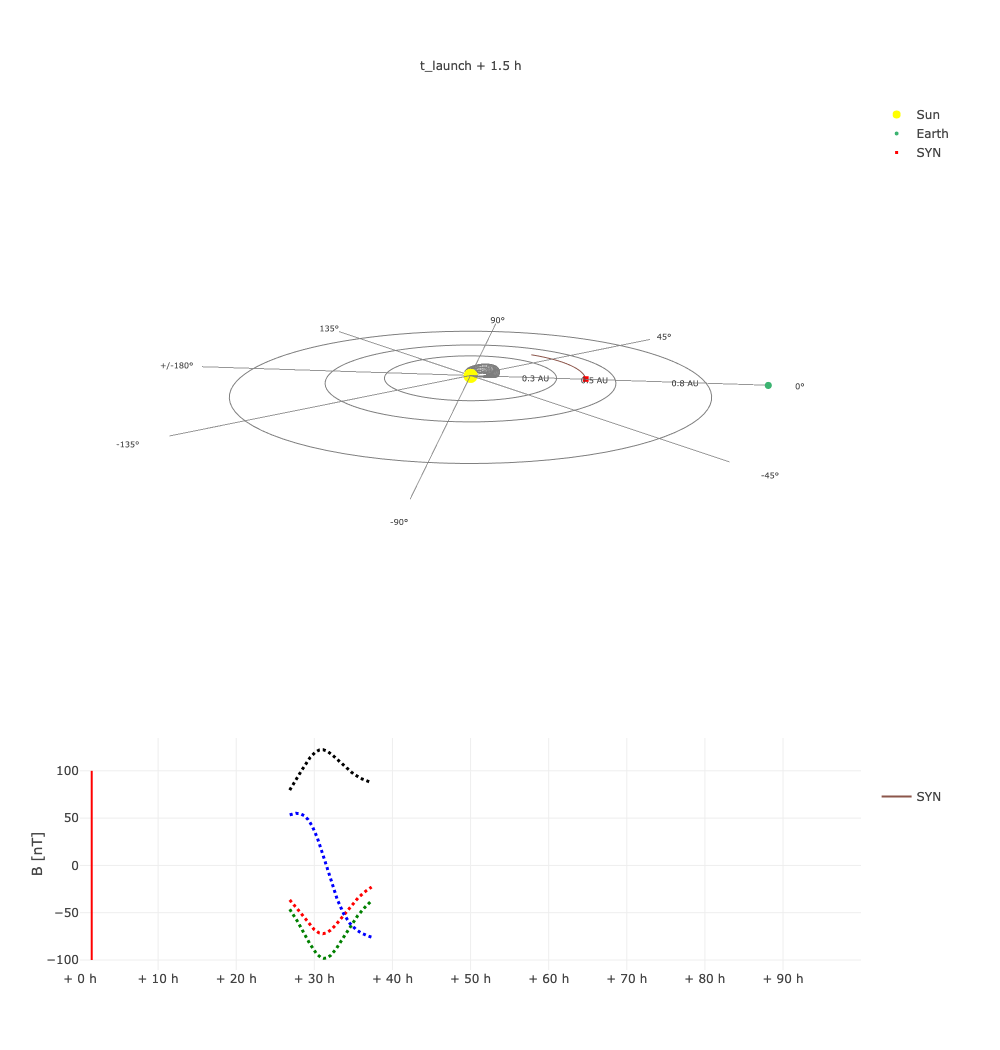 t_launch + 1.5 h
Sun
Earth
SYN
90°
135°
45°
+/-180°
0.3 AU
0.5 AU
0.8 AU
0°
-135°
-45°
-90°
100
50
0
−50
−100
B [nT]
SYN
+ 0 h
+ 10 h
+ 20 h
+ 30 h
+ 40 h
+ 50 h
+ 60 h
+ 70 h
+ 80 h
+ 90 h